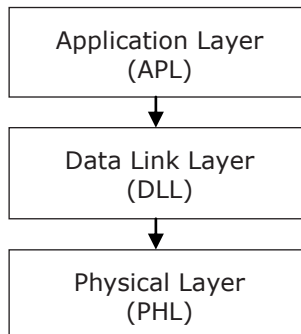 Application Layer
(APL)
Data Link Layer
(DLL)
Physical Layer
(PHL)